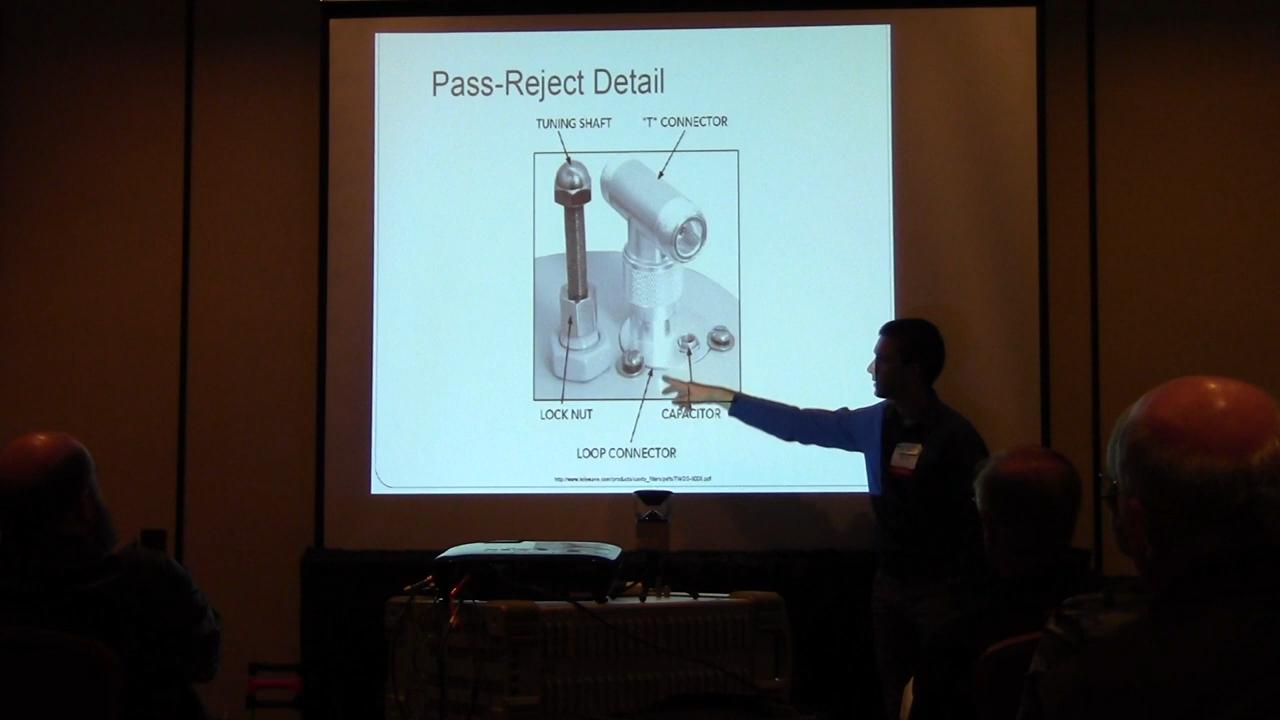 Pass-Reject Detail
TUNING SHAFT
"T" CONNECTOR
LOCK NUT
CAPACITOR
LOOP CONNECTOR